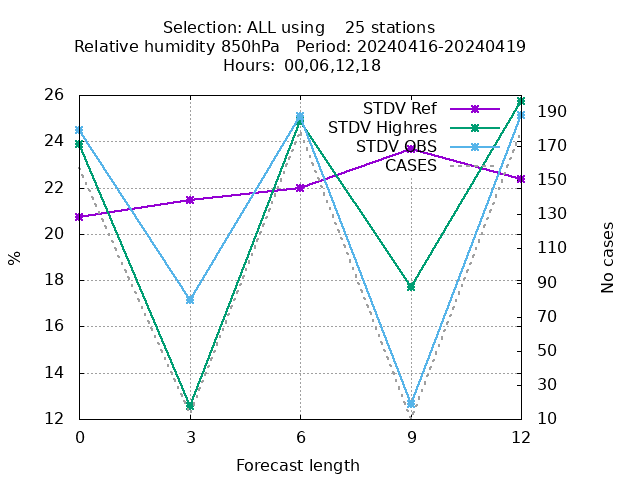 Selection: ALL using    25 stations
Relative humidity 850hPa   Period: 20240416-20240419
Hours: 00,06,12,18
STDV Ref
STDV Highres
STDV OBS
CASES
26
24
22
20
18
16
14
12
%
190
170
150
130
110
90
70
50
30
10
No cases
0 3 6 9 12
Forecast length